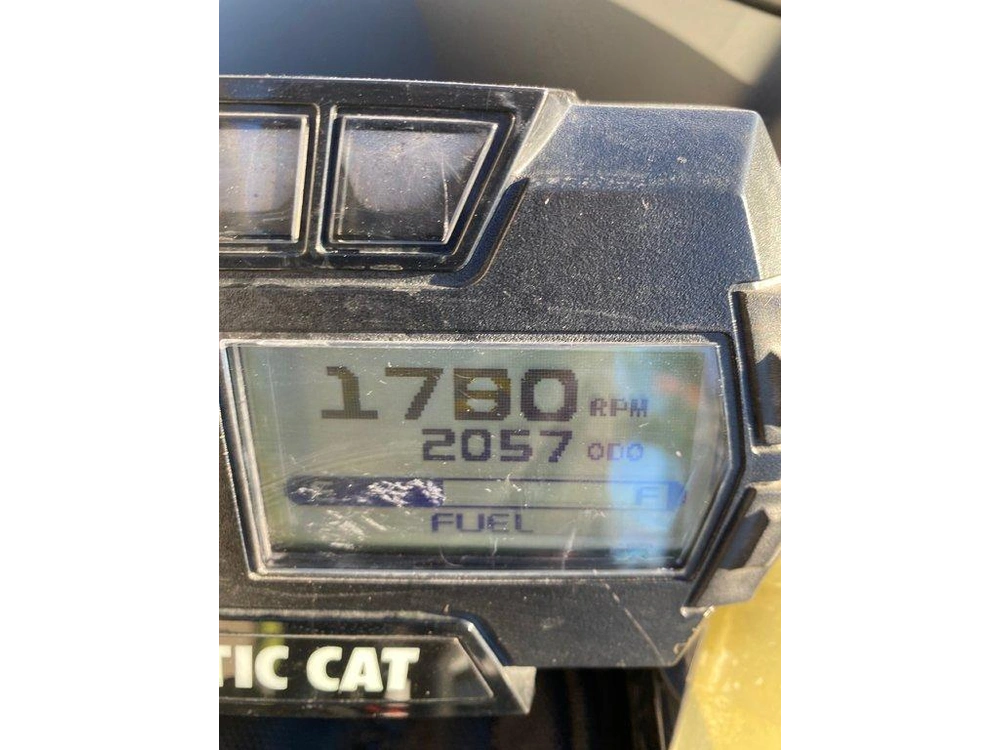 1780 RPM
2057 ODO
F
FUEL
TIC CAT